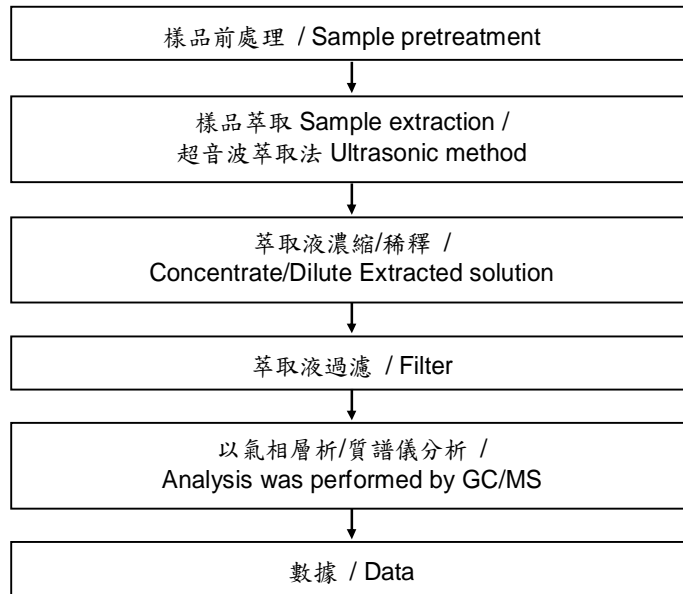 樣品前處理 / Sample pretreatment
樣品萃取 Sample extraction /
超音波萃取法 Ultrasonic method
萃取液濃縮/稀釋 /
Concentrate/Dilute Extracted solution
萃取液過濾 / Filter
以氣相層析/質譜儀分析 /
Analysis was performed by GC/MS
數據 / Data